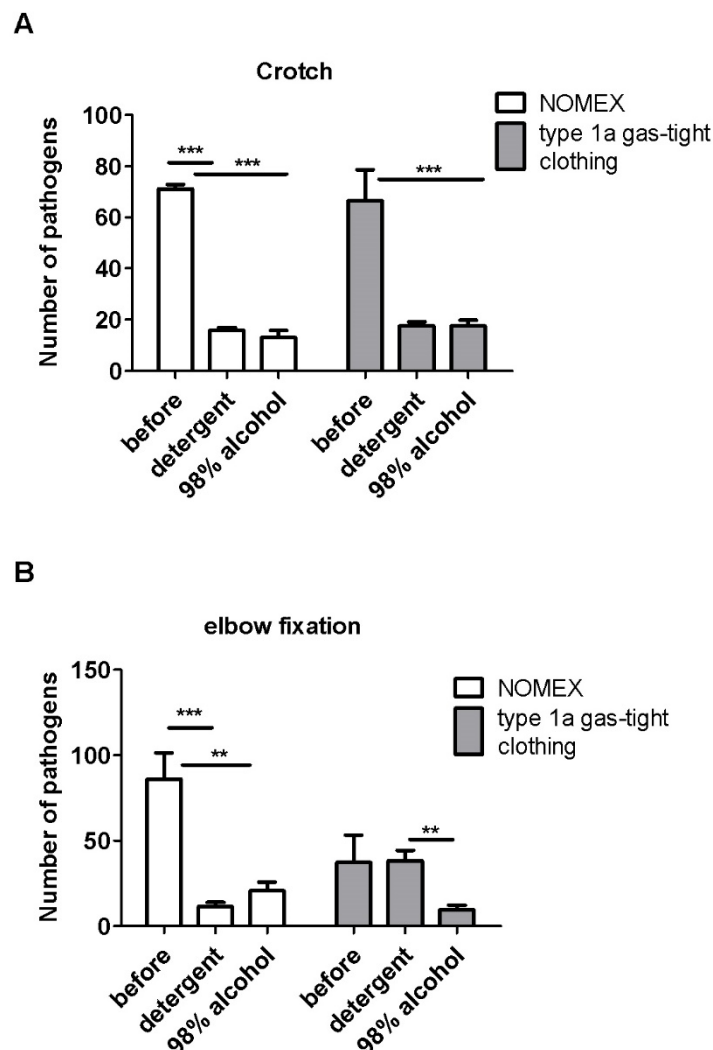 A
Crotch
NOMEX
type 1a gas-tight
clothing
Number of pathogens
100
80
60
40
20
0
***
***
***
before
detergent
98% alcohol
before
detergent
98% alcohol
B
elbow fixation
NOMEX
type 1a gas-tight
clothing
Number of pathogens
150
100
50
0
***
**
**
before
detergent
98% alcohol
before
detergent
98% alcohol